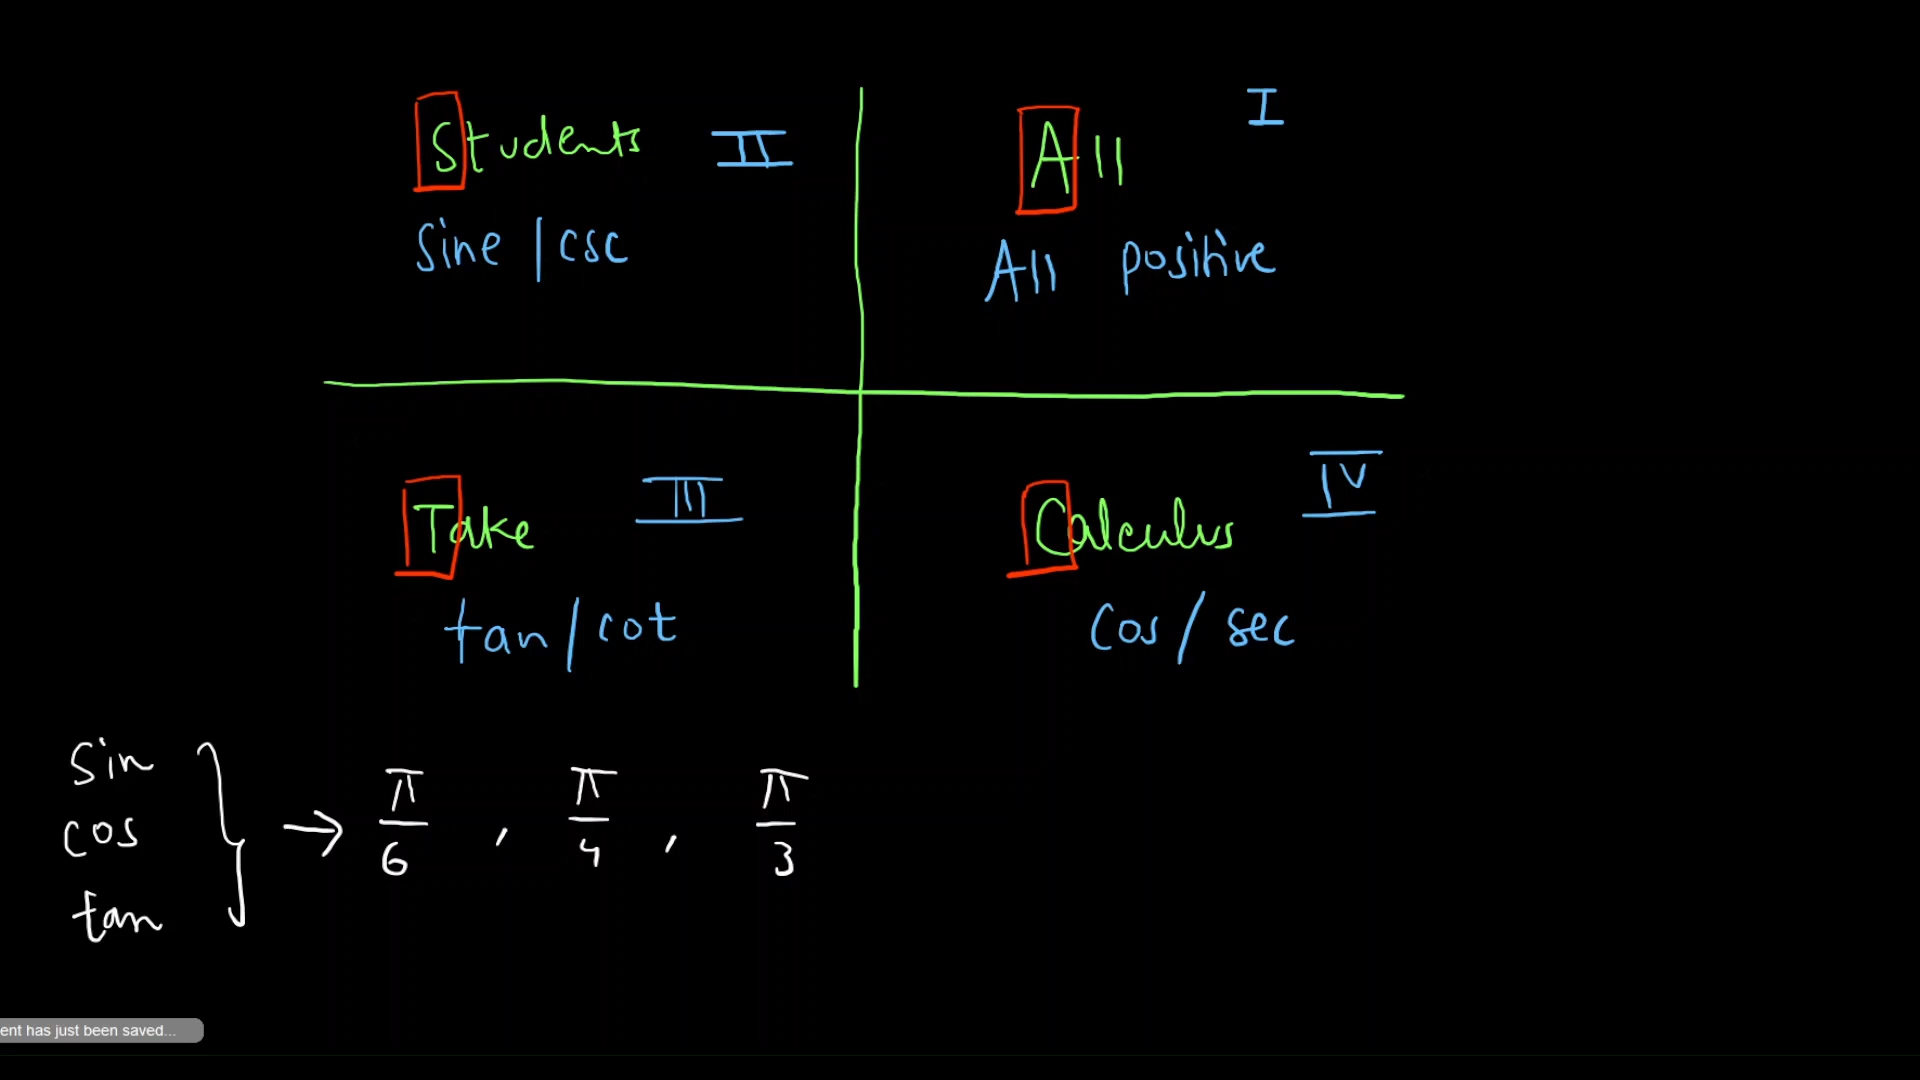 Students II
sine / csc
All I
All positive
Take III
tan / cot
Calculus IV
cos / sec
sin
cos
tan
} → π/6 , π/4 , π/3
ent has just been saved...